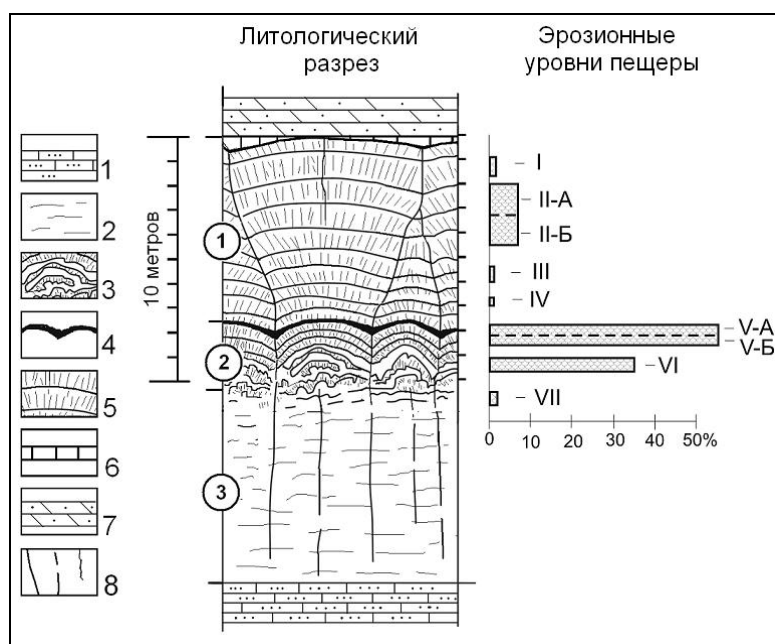 Литологический
разрез
Эрозионные
уровни пещеры
1
2
3
4
5
6
7
8
10 метров
1
2
3
I
II-А
II-Б
III
IV
V-А
V-Б
VI
VII
0 10 20 30 40 50%